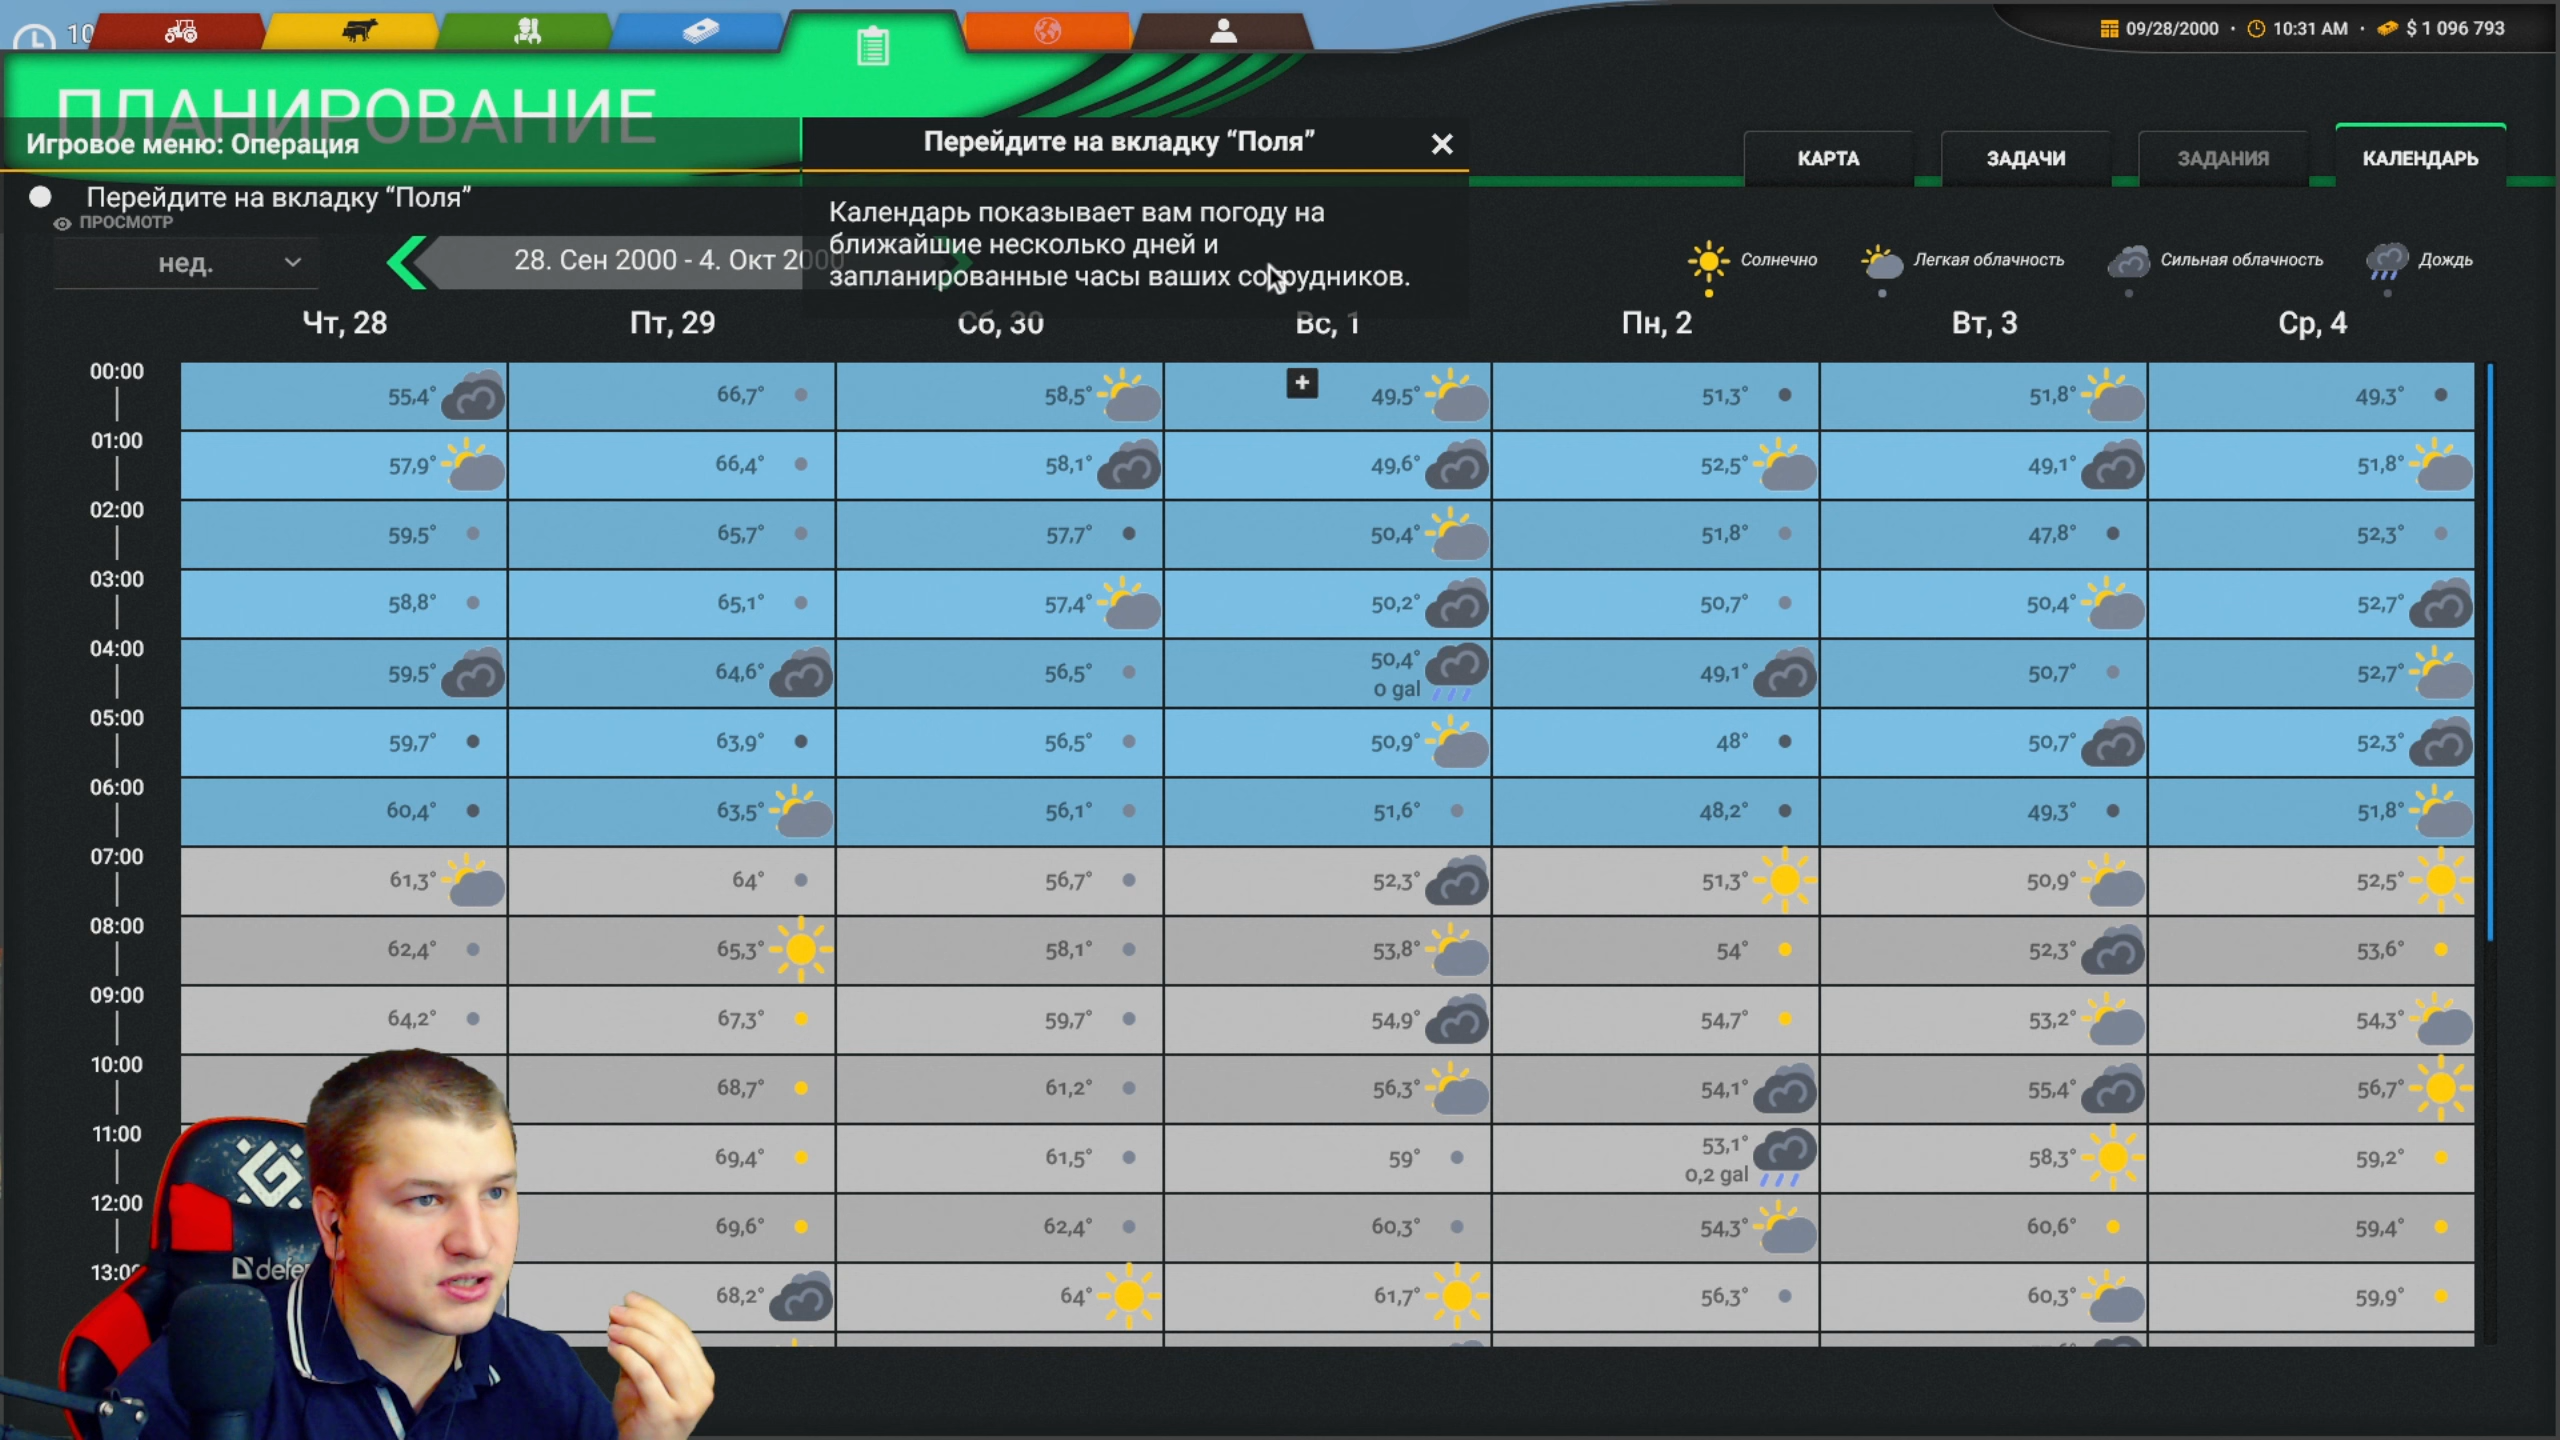 10
09/28/2000 • 10:31 AM • $ 1 096 793
ПЛАНИРОВАНИЕ
Игровое меню: Операция
Перейдите на вкладку “Поля”
КАРТА
ЗАДАЧИ
ЗАДАНИЯ
КАЛЕНДАРЬ
Перейдите на вкладку “Поля”
ПРОСМОТР
нед.
28. Сен 2000 - 4. Окт 2000
Календарь показывает вам погоду на
ближайшие несколько дней и
запланированные часы ваших сотрудников.
Солнечно
Легкая облачность
Сильная облачность
Дождь
Чт, 28 Пт, 29 Сб, 30 Вс, 1 Пн, 2 Вт, 3 Ср, 4
00:00 55,4° 66,7° 58,5° 49,5° 51,3° 51,8° 49,3°
01:00 57,9° 66,4° 58,1° 49,6° 52,5° 49,1° 51,8°
02:00 59,5° 65,7° 57,7° 50,4° 51,8° 47,8° 52,3°
03:00 58,8° 65,1° 57,4° 50,2° 50,7° 50,4° 52,7°
04:00 59,5° 64,6° 56,5° 50,4° 49,1° 50,7° 52,7°
0 gal
05:00 59,7° 63,9° 56,5° 50,9° 48° 50,7° 52,3°
06:00 60,4° 63,5° 56,1° 51,6° 48,2° 49,3° 51,8°
07:00 61,3° 64° 56,7° 52,3° 51,3° 50,9° 52,5°
08:00 62,4° 65,3° 58,1° 53,8° 54° 52,3° 53,6°
09:00 64,2° 67,3° 59,7° 54,9° 54,7° 53,2° 54,3°
10:00 68,7° 61,2° 56,3° 54,1° 55,4° 56,7°
11:00 69,4° 61,5° 59° 53,1° 58,3° 59,2°
0,2 gal
12:00 69,6° 62,4° 60,3° 54,3° 60,6° 59,4°
13:00 68,2° 64° 61,7° 56,3° 60,3° 59,9°
defe